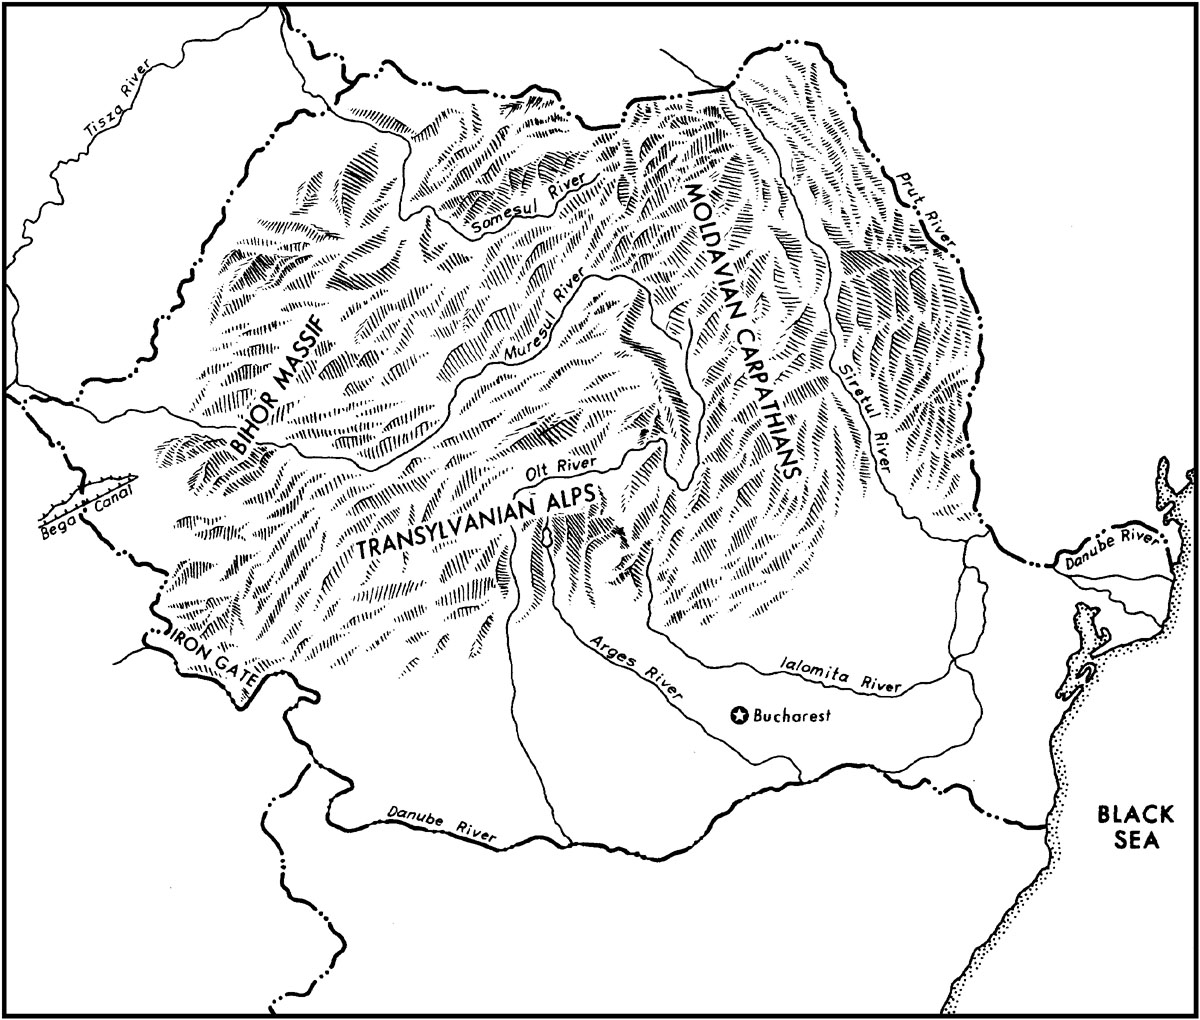 Tisza River
Prut River
Somesul River
MOLDAVIAN CARPATHIANS
Muresul River
BIHOR MASSIF
Siretul River
Olt River
Bega Canal
TRANSYLVANIAN ALPS
Danube River
IRON GATE
Arges River
Ialomita River
Bucharest
Danube River
BLACK
SEA